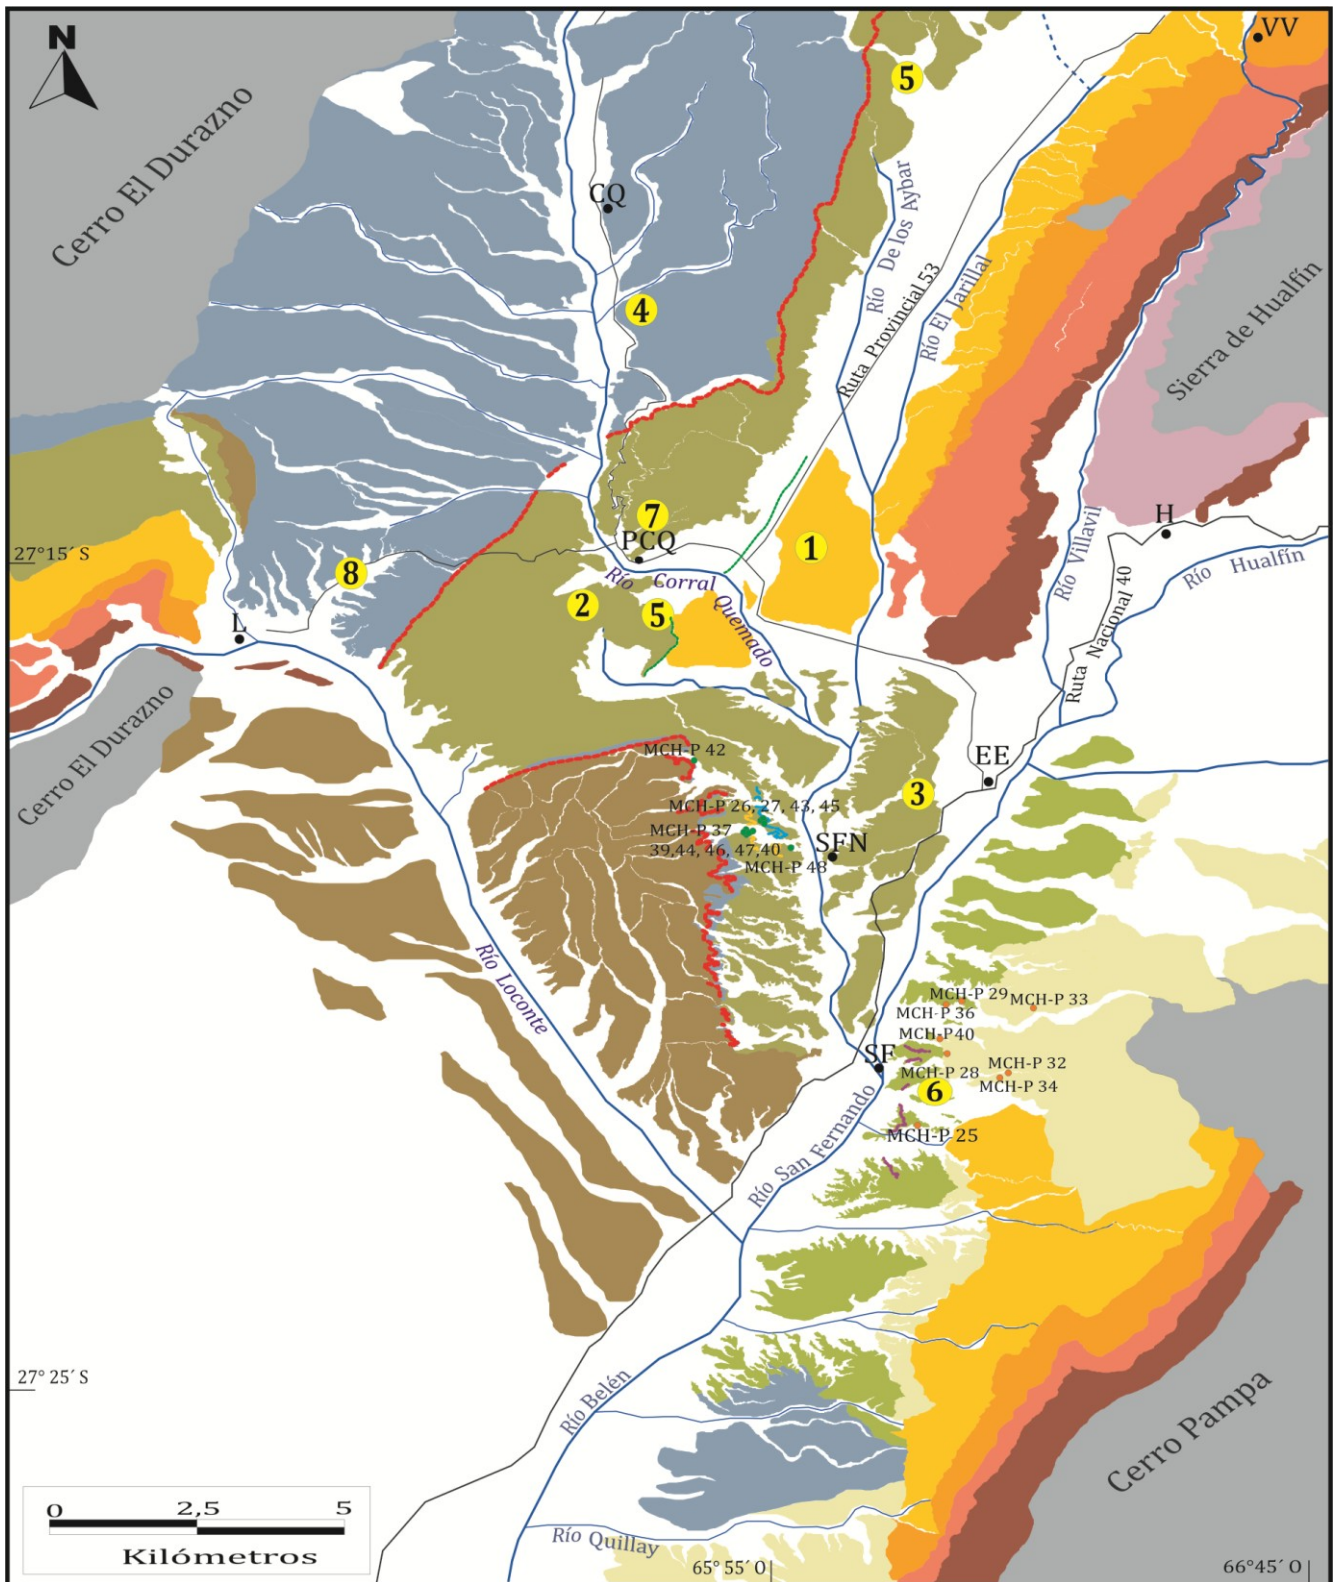 N
VV
5
Cerro El Durazno
CQ
Río De los Aybar
Ruta Provincial 53
Río El Jarillal
4
Sierra de Hualfín
7
PCQ
1
H
27°15´ S
8
Río Corral Quemado
Río Villavil
Río Hualfín
2
5
L
Ruta Nacional 40
Cerro El Durazno
MCH-P 42
EE
3
MCH-P 26, 27, 43, 45
MCH-P 37
39,44, 46, 47,40
SFN
MCH-P 48
Río Loconte
MCH-P 29
MCH-P 33
MCH-P 36
MCH-P40
SF
MCH-P 28
MCH-P 32
MCH-P 34
6
MCH-P 25
Río San Fernando
27° 25´ S
Río Belén
Cerro Pampa
0 2,5 5
Kilómetros
Río Quillay
65°55´ O
66°45´ O